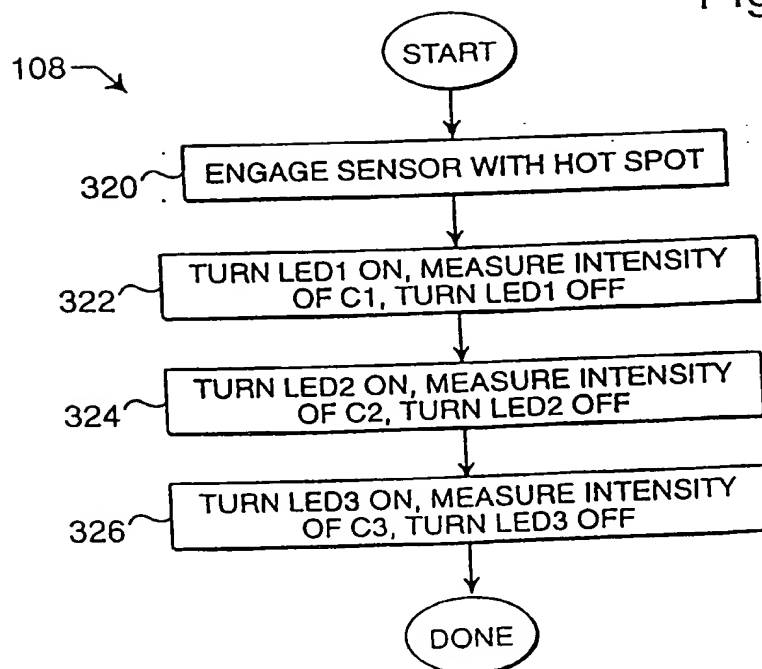 Fig
START
108
ENGAGE SENSOR WITH HOT SPOT
320
TURN LED1 ON, MEASURE INTENSITY
OF C1, TURN LED1 OFF
322
TURN LED2 ON, MEASURE INTENSITY
OF C2, TURN LED2 OFF
324
TURN LED3 ON, MEASURE INTENSITY
OF C3, TURN LED3 OFF
326
DONE